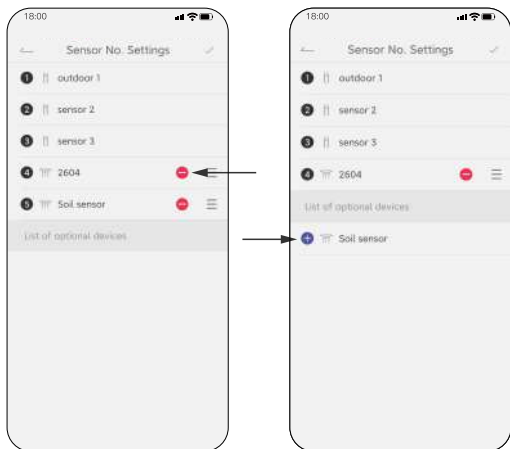 18:00
Sensor No. Settings
1 outdoor 1
2 sensor 2
3 sensor 3
4 2604
5 Soil sensor
List of optional devices
18:00
Sensor No. Settings
1 outdoor 1
2 sensor 2
3 sensor 3
4 2604
List of optional devices
Soil sensor